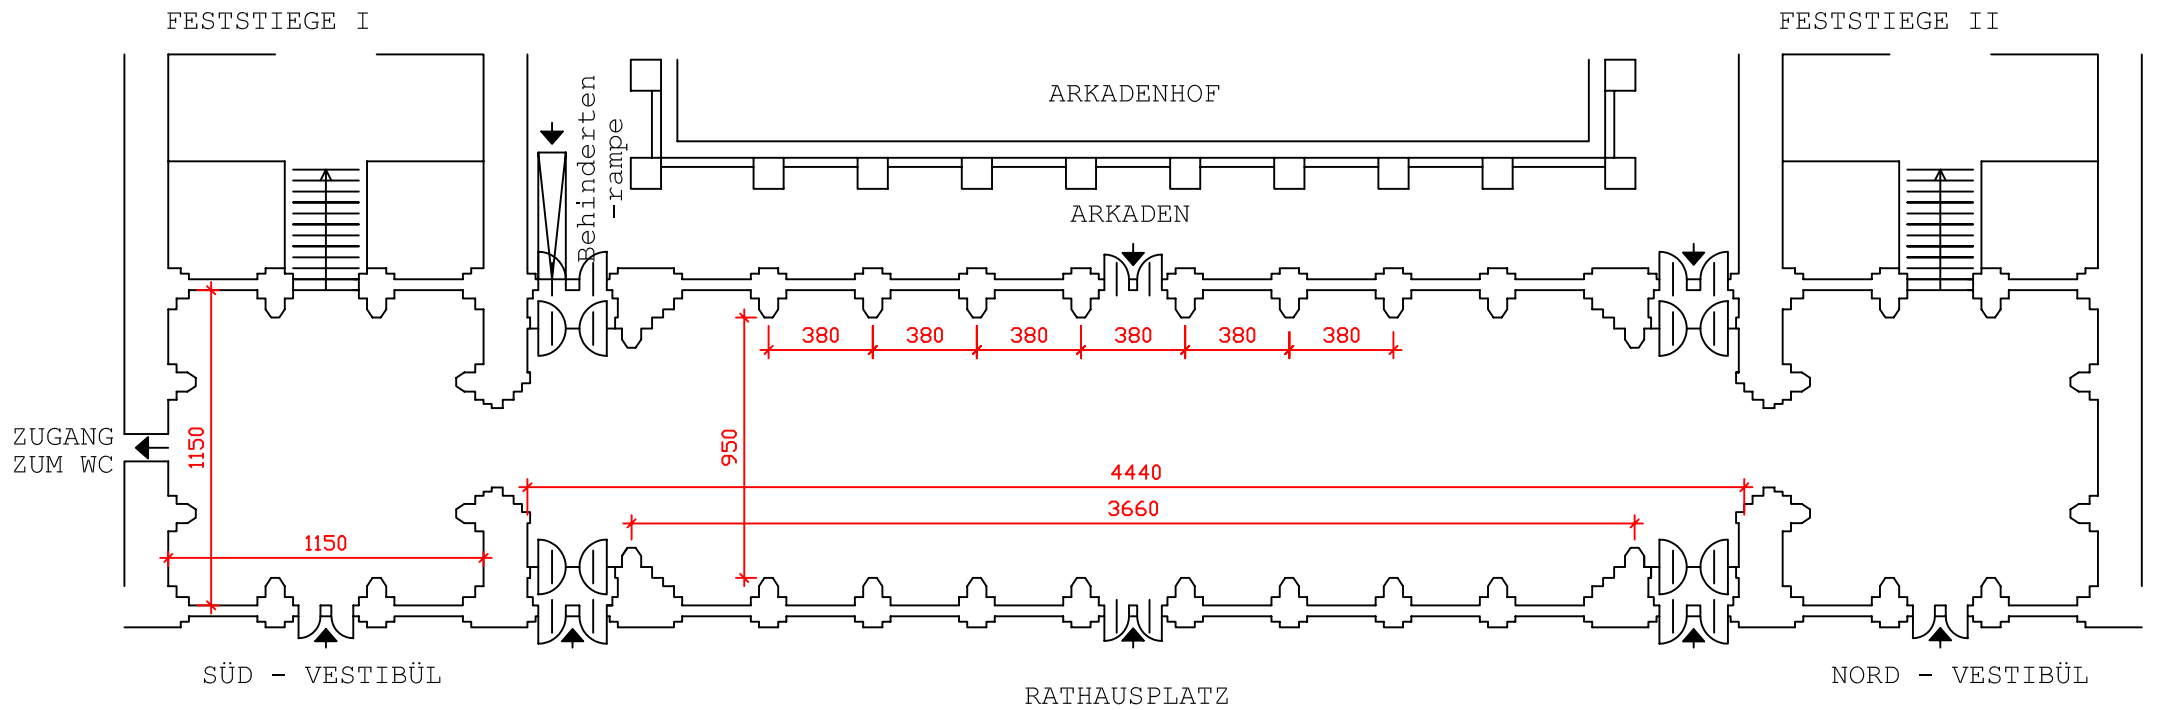 FESTSTIEGE I
FESTSTIEGE II
Behinderten
-rampe
ARKADENHOF
ARKADEN
380
380
380
380
380
380
ZUGANG
ZUM WC
1150
950
4440
3660
1150
SÜD - VESTIBÜL
NORD - VESTIBÜL
RATHAUSPLATZ